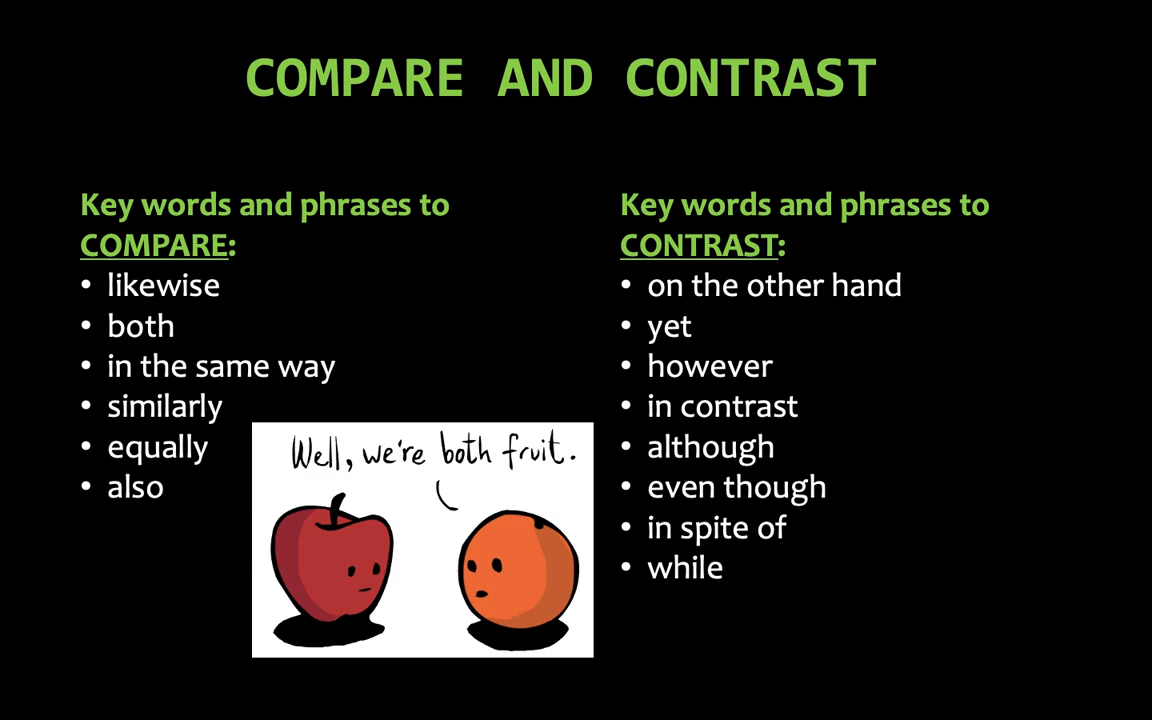 COMPARE AND CONTRAST
Key words and phrases to
COMPARE:
• likewise
• both
• in the same way
• similarly
• equally
• also
Well, we're both fruit.
Key words and phrases to
CONTRAST:
• on the other hand
• yet
• however
• in contrast
• although
• even though
• in spite of
• while